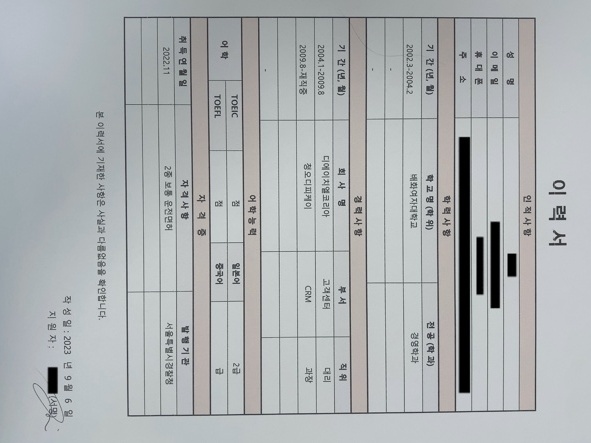 이 력 서
인 적 사 항
성 명
이 메 일
휴 대 폰
주 소
학 력 사 항
기 간 (년, 월) 학 교 명 (학 위) 전 공 (학 과)
2002.3-2004.2 배화여자대학교 경영학과
-
-
경 력 사 항
기 간 (년, 월) 회 사 명 부 서 직 위
2004.1-2009.8 디에이치엘코리아 고객센터 대리
2009.8-재직중 정오디피케이 CRM 과장
-
어 학 능 력
어 학 TOEIC 점 일본어 2급
TOEFL 점 중국어 급
자 격 증
취 득 연 월 일 자 격 사 항 발 행 기 관
2022.11 2종 보통 운전면허 서울특별시경찰청
본 이력서에 기재한 사항은 사실과 다름없음을 확인합니다.
작 성 일 : 2023 년 9 월 6 일
지 원 자 : (서명)